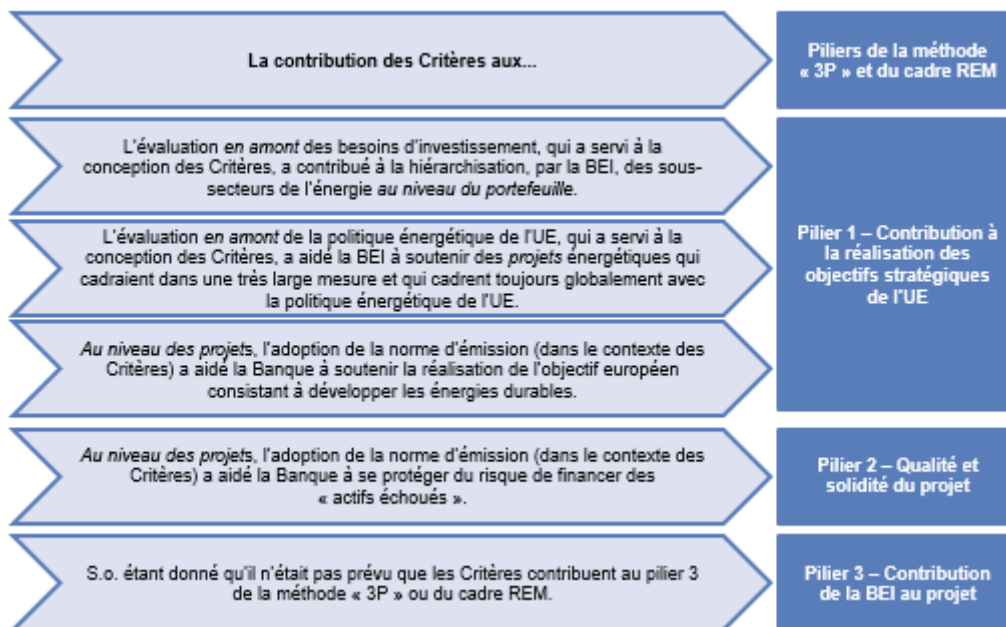 La contribution des Critères aux...
Piliers de la méthode
« 3P » et du cadre REM
L'évaluation en amont des besoins d'investissement, qui a servi à la
conception des Critères, a contribué à la hiérarchisation, par la BEI, des sous-
secteurs de l'énergie au niveau du portefeuille.
L'évaluation en amont de la politique énergétique de l'UE, qui a servi à la
conception des Critères, a aidé la BEI à soutenir des projets énergétiques qui
cadraient dans une très large mesure et qui cadrent toujours globalement avec
la politique énergétique de l'UE.
Au niveau des projets, l'adoption de la norme d'émission (dans le contexte des
Critères) a aidé la Banque à soutenir la réalisation de l'objectif européen
consistant à développer les énergies durables.
Pilier 1 – Contribution à
la réalisation des
objectifs stratégiques
de l'UE
Au niveau des projets, l'adoption de la norme d'émission (dans le contexte des
Critères) a aidé la Banque à se protéger du risque de financer des
« actifs échoués ».
Pilier 2 – Qualité et
solidité du projet
S.o. étant donné qu'il n'était pas prévu que les Critères contribuent au pilier 3
de la méthode « 3P » ou du cadre REM.
Pilier 3 – Contribution
de la BEI au projet